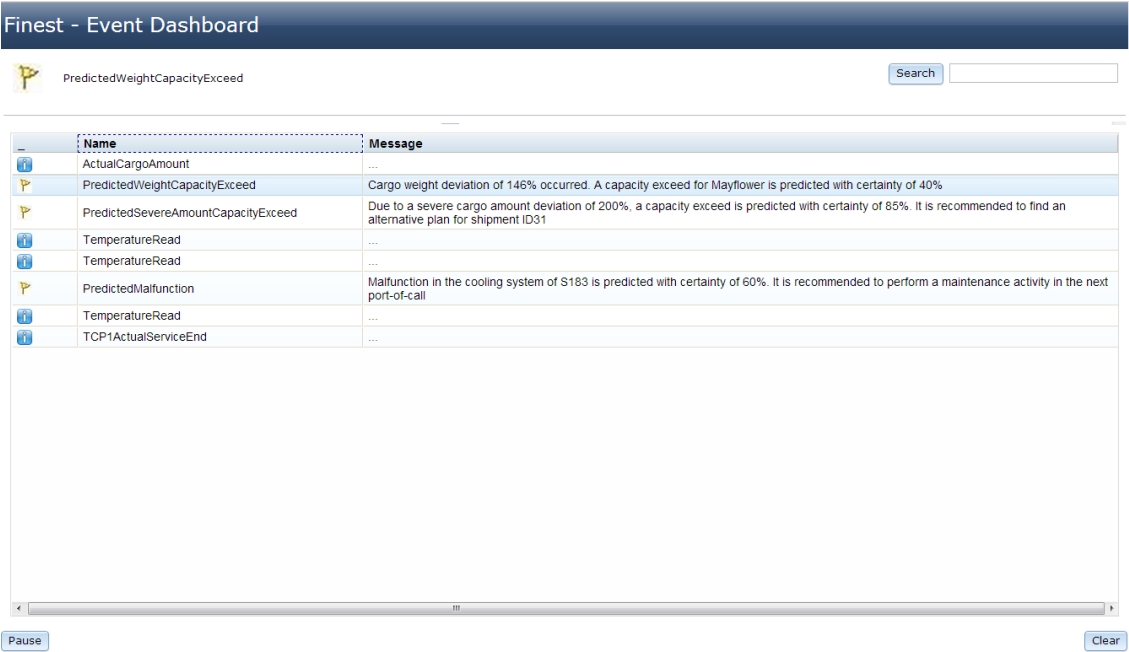 Finest - Event Dashboard
PredictedWeightCapacityExceed
Search
_ Name Message
ActualCargoAmount ...
PredictedWeightCapacityExceed Cargo weight deviation of 146% occurred. A capacity exceed for Mayflower is predicted with certainty of 40%
PredictedSevereAmountCapacityExceed Due to a severe cargo amount deviation of 200%, a capacity exceed is predicted with certainty of 85%. It is recommended to find an
alternative plan for shipment ID31
TemperatureRead ...
TemperatureRead ...
PredictedMalfunction Malfunction in the cooling system of S183 is predicted with certainty of 60%. It is recommended to perform a maintenance activity in the next
port-of-call
TemperatureRead ...
TCP1ActualServiceEnd ...
Pause
Clear